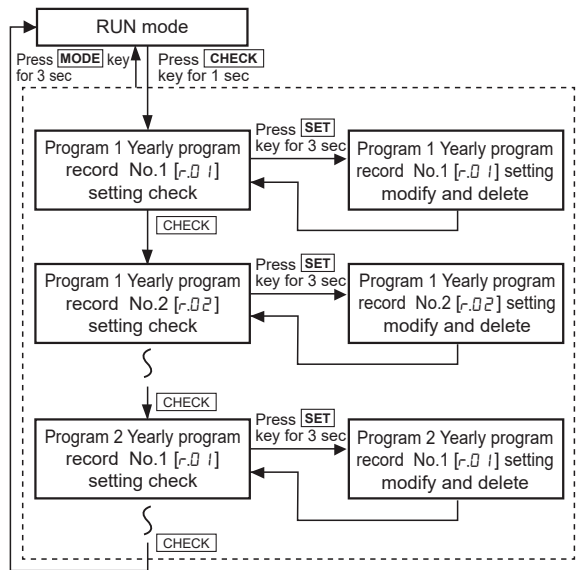 RUN mode
Press MODE key
for 3 sec
Press CHECK
key for 1 sec
Program 1 Yearly program
record No.1 [r.01]
setting check
Press SET
key for 3 sec
Program 1 Yearly program
record No.1 [r.01] setting
modify and delete
CHECK
Program 1 Yearly program
record No.2 [r.02]
setting check
Press SET
key for 3 sec
Program 1 Yearly program
record No.2 [r.02] setting
modify and delete
CHECK
Program 2 Yearly program
record No.1 [r.01]
setting check
Press SET
key for 3 sec
Program 2 Yearly program
record No.1 [r.01] setting
modify and delete
CHECK